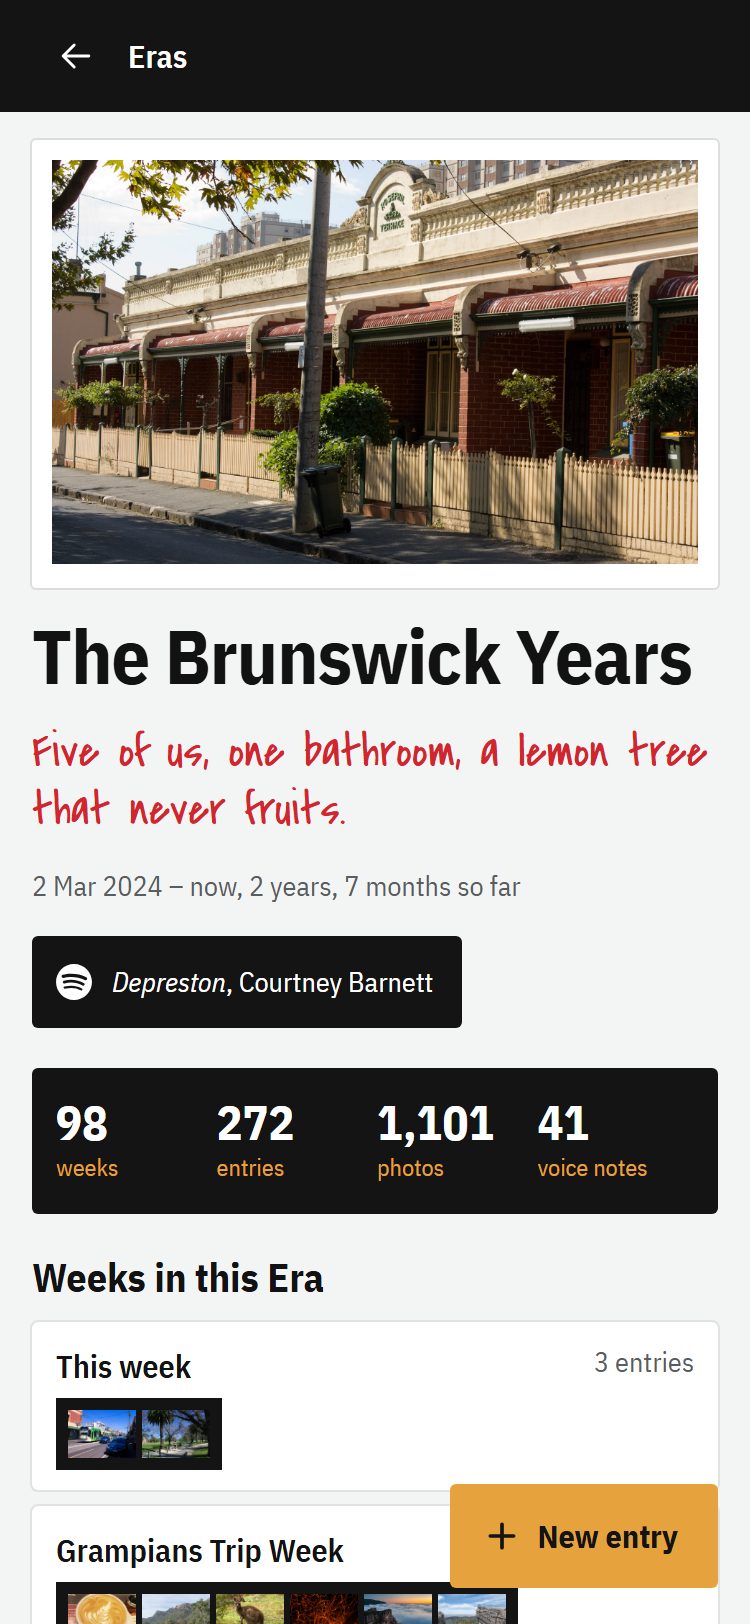 Eras
TERRACE
The Brunswick Years
Five of us, one bathroom, a lemon tree
that never fruits.
2 Mar 2024 – now, 2 years, 7 months so far
Depreston, Courtney Barnett
98
weeks
272
entries
1,101
photos
41
voice notes
Weeks in this Era
This week
3 entries
Grampians Trip Week
New entry